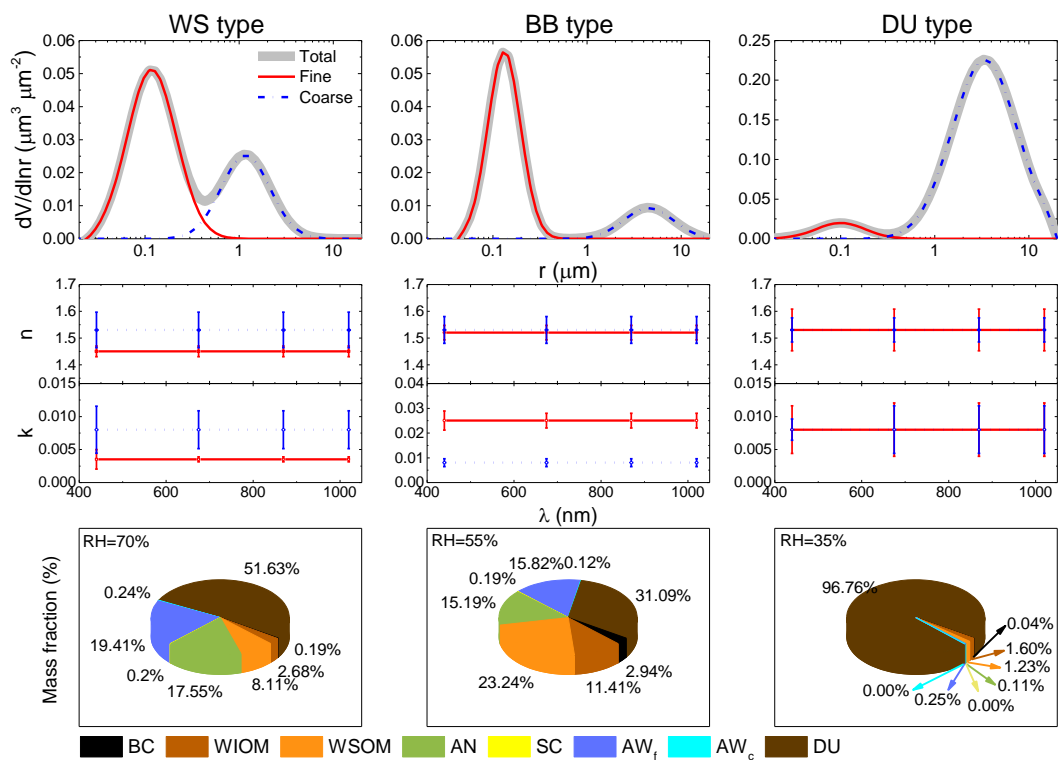 WS type BB type DU type
Total
Fine
Coarse
dV/dlnr (μm³ μm⁻²)
0.06 0.05 0.04 0.03 0.02 0.01 0.00
0.1 1 10
0.06 0.05 0.04 0.03 0.02 0.01 0.00
0.1 1 10
0.25 0.20 0.15 0.10 0.05 0.00
0.1 1 10
r (μm)
n
1.7 1.6 1.5 1.4
1.7 1.6 1.5 1.4
1.7 1.6 1.5 1.4
k
0.015 0.010 0.005 0.000
0.04 0.03 0.02 0.01 0.00
0.015 0.010 0.005 0.000
400 600 800 1000
400 600 800 1000
400 600 800 1000
λ (nm)
Mass fraction (%)
RH=70%
51.63%
0.24%
19.41%
0.2%
17.55%
8.11%
2.68%
0.19%
RH=55%
15.82% 0.12%
0.19%
15.19%
31.09%
23.24%
11.41%
2.94%
RH=35%
96.76%
0.04%
1.60%
1.23%
0.11%
0.00%
0.25%
0.00%
BC WIOM WSOM AN SC AWf AWc DU